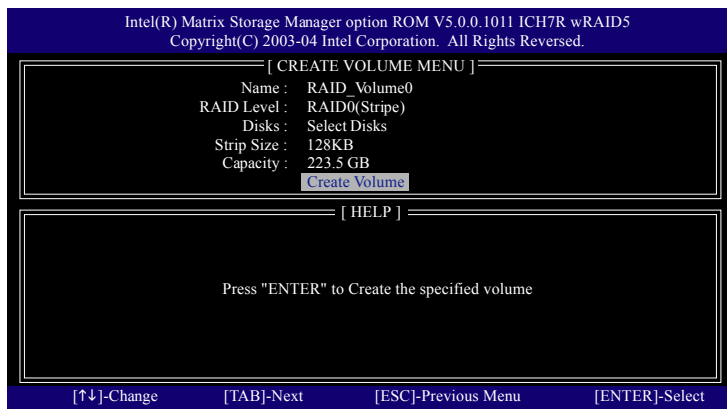 Intel(R) Matrix Storage Manager option ROM V5.0.0.1011 ICH7R wRAID5
Copyright(C) 2003-04 Intel Corporation. All Rights Reversed.
[ CREATE VOLUME MENU ]
Name : RAID_Volume0
RAID Level : RAID0(Stripe)
Disks : Select Disks
Strip Size : 128KB
Capacity : 223.5 GB
Create Volume
[ HELP ]
Press "ENTER" to Create the specified volume
[↑↓]-Change [TAB]-Next [ESC]-Previous Menu [ENTER]-Select